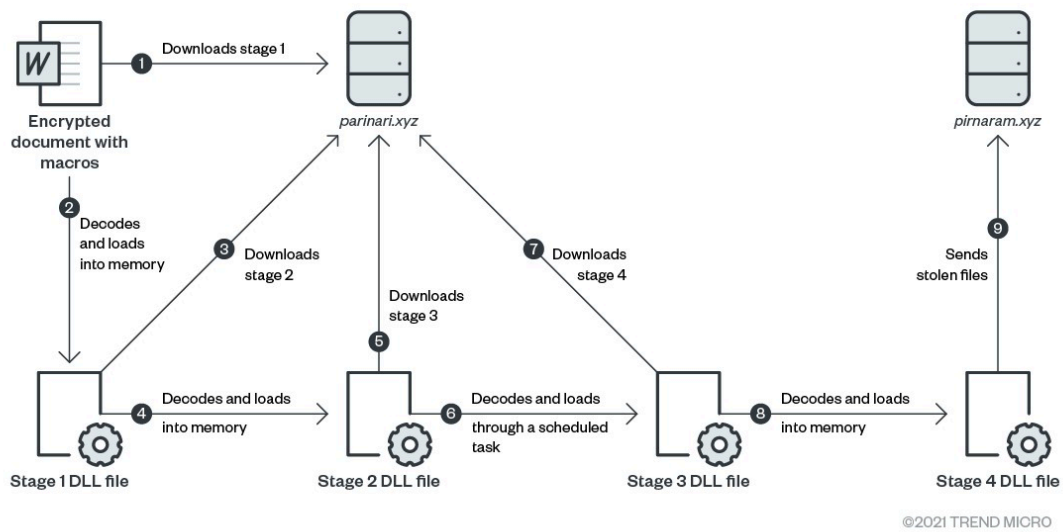 W
1
Downloads stage 1
Encrypted
document with
macros
parinari.xyz
pirnaram.xyz
2
Decodes
and loads
into memory
3
Downloads
stage 2
7
Downloads
stage 4
9
Sends
stolen files
Downloads
stage 3
5
4
Decodes and loads
into memory
6
Decodes and loads
through a scheduled
task
8
Decodes and loads
into memory
Stage 1 DLL file
Stage 2 DLL file
Stage 3 DLL file
Stage 4 DLL file
©2021 TREND MICRO